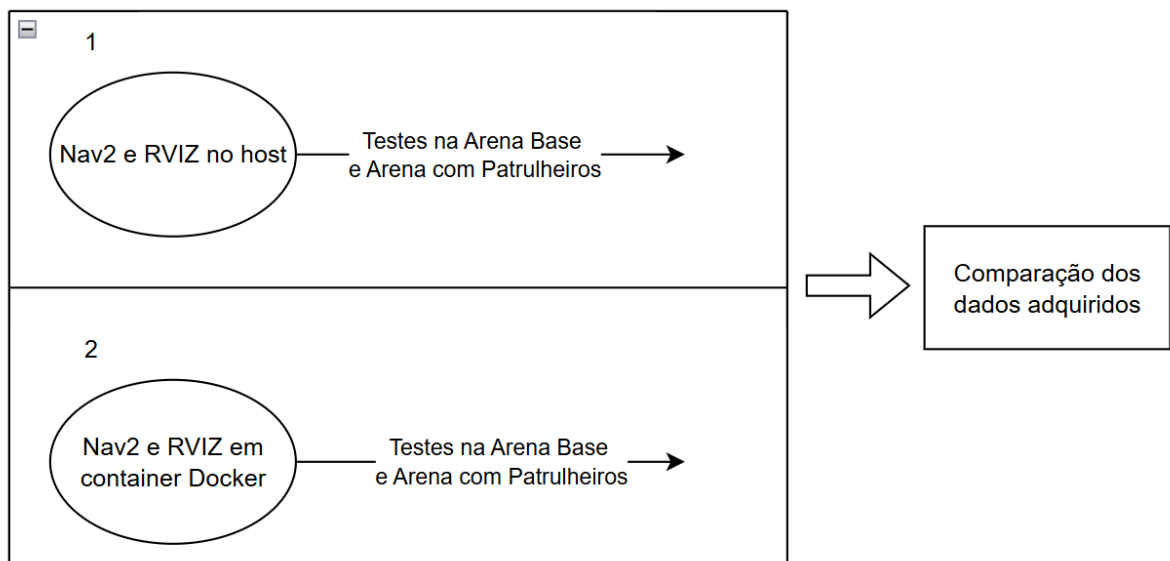 1
Nav2 e RVIZ no host
Testes na Arena Base
e Arena com Patrulheiros
2
Nav2 e RVIZ em
container Docker
Testes na Arena Base
e Arena com Patrulheiros
Comparação dos
dados adquiridos